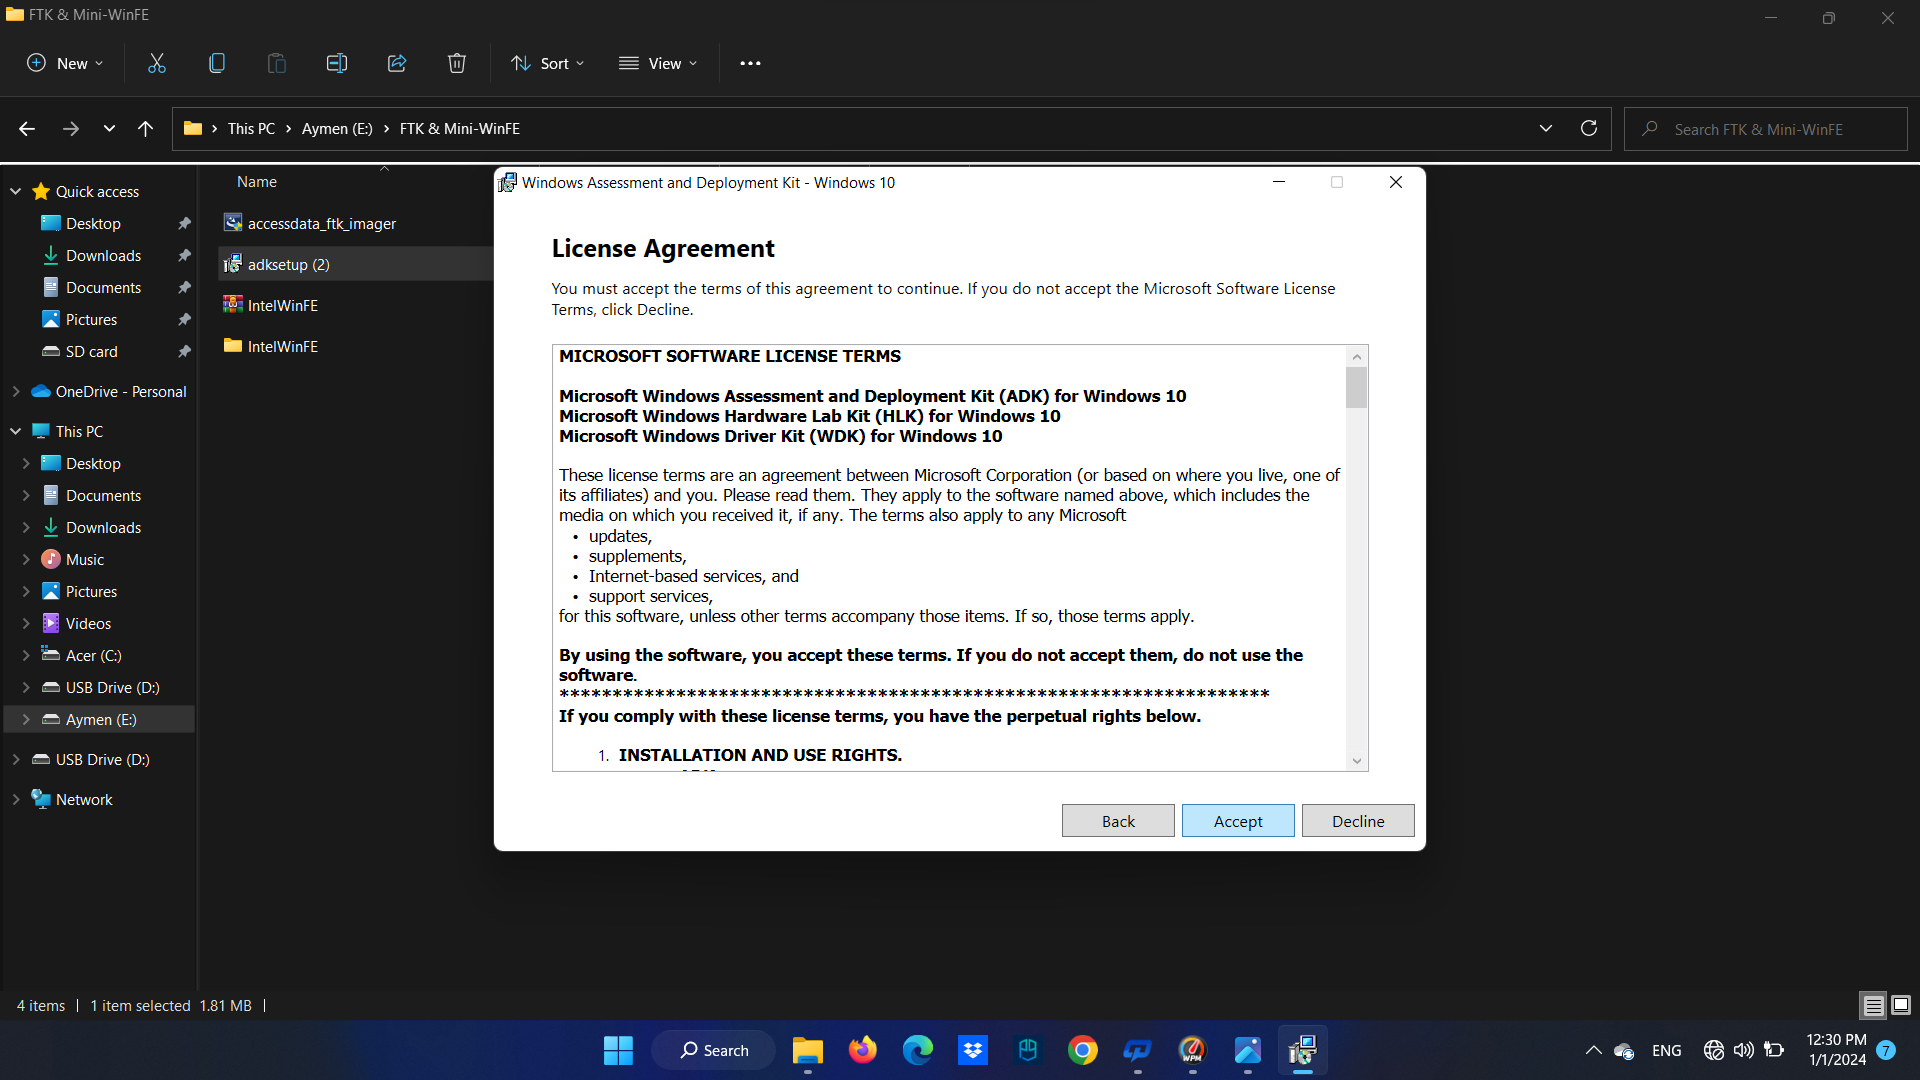 FTK & Mini-WinFE
New
Sort
View
This PC
Aymen (E:)
FTK & Mini-WinFE
Search FTK & Mini-WinFE
Quick access
Desktop
Downloads
Documents
Pictures
SD card
OneDrive - Personal
This PC
Desktop
Documents
Downloads
Music
Pictures
Videos
Acer (C:)
USB Drive (D:)
Aymen (E:)
USB Drive (D:)
Network
Name
accessdata_ftk_imager
adksetup (2)
IntelWinFE
IntelWinFE
Windows Assessment and Deployment Kit - Windows 10
License Agreement
You must accept the terms of this agreement to continue. If you do not accept the Microsoft Software License
Terms, click Decline.
MICROSOFT SOFTWARE LICENSE TERMS
Microsoft Windows Assessment and Deployment Kit (ADK) for Windows 10
Microsoft Windows Hardware Lab Kit (HLK) for Windows 10
Microsoft Windows Driver Kit (WDK) for Windows 10
These license terms are an agreement between Microsoft Corporation (or based on where you live, one of
its affiliates) and you. Please read them. They apply to the software named above, which includes the
media on which you received it, if any. The terms also apply to any Microsoft
• updates,
• supplements,
• Internet-based services, and
• support services,
for this software, unless other terms accompany those items. If so, those terms apply.
By using the software, you accept these terms. If you do not accept them, do not use the
software.
*******************************************************************
If you comply with these license terms, you have the perpetual rights below.
1. INSTALLATION AND USE RIGHTS.
Back
Accept
Decline
4 items
1 item selected 1.81 MB
Search
WPM
ENG
12:30 PM
1/1/2024
7